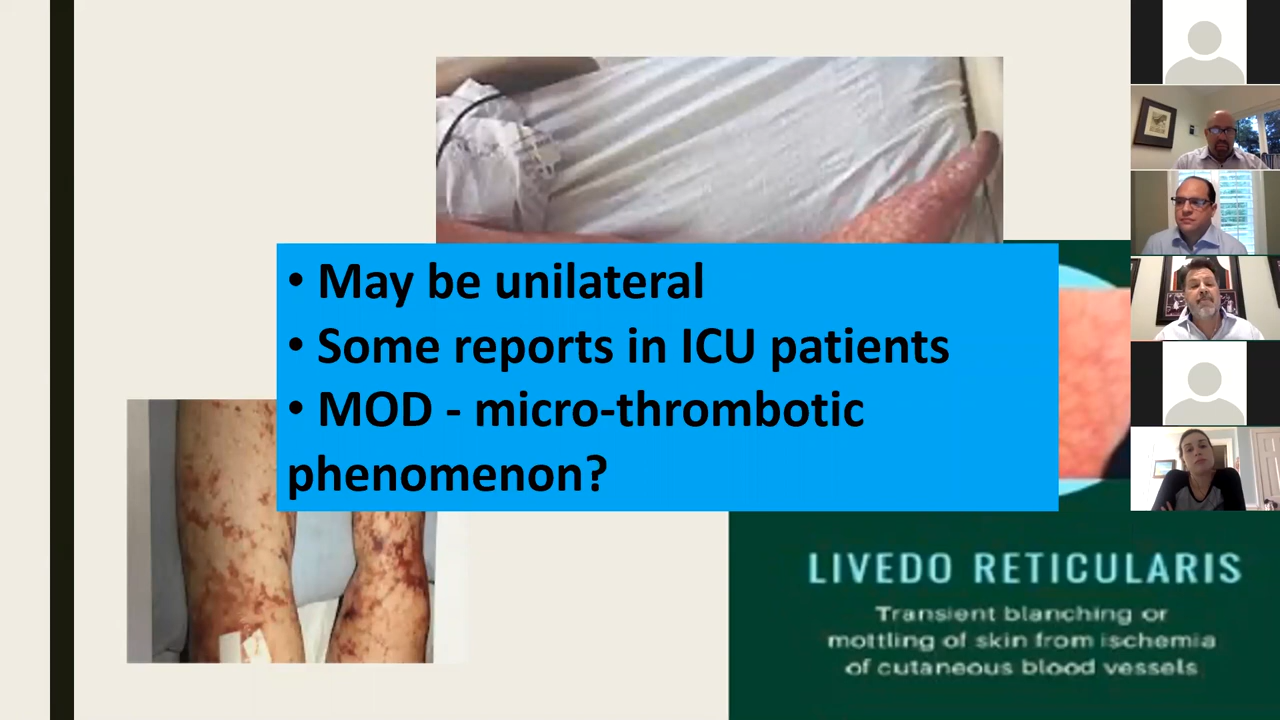 • May be unilateral
• Some reports in ICU patients
• MOD - micro-thrombotic
phenomenon?
LIVEDO RETICULARIS
Transient blanching or
mottling of skin from ischemia
of cutaneous blood vessels